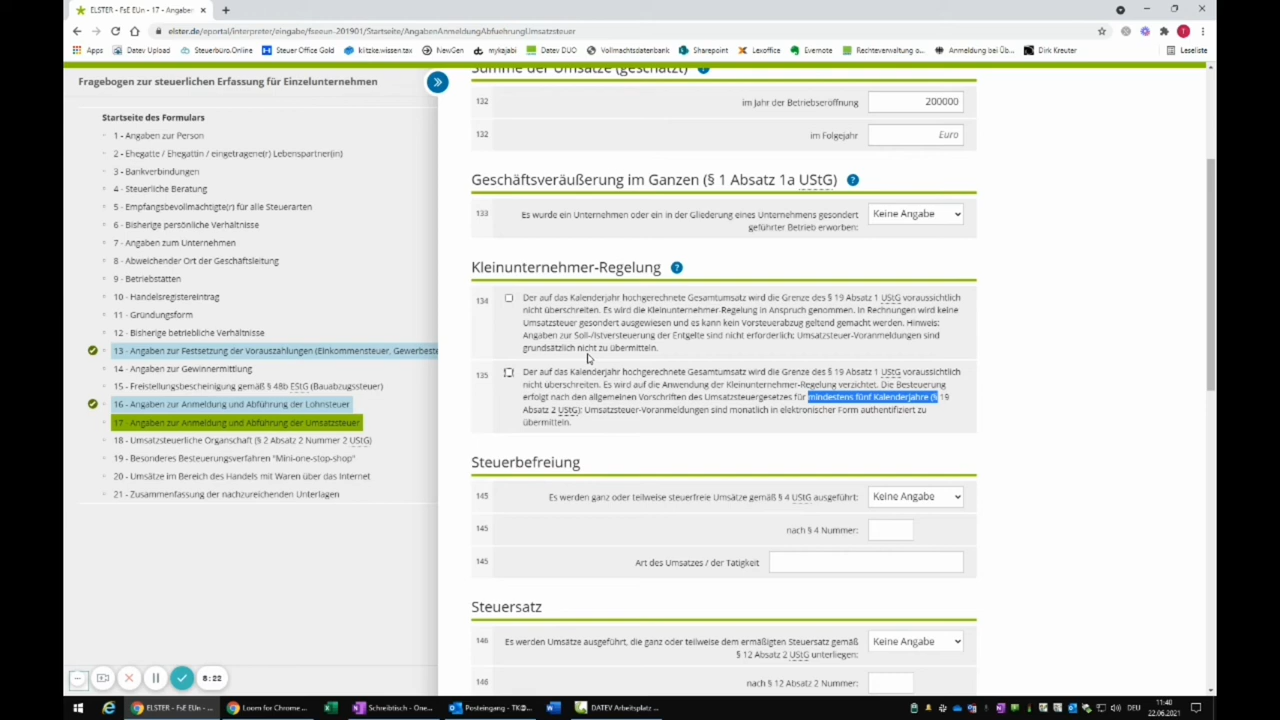 ELSTER - FsE EUn - 17 - Angaben
elster.de/eportal/interpreter/eingabe/fseeun-201901/Startseite/AngabenAnmeldungAbfuehrungUmsatzsteuer
Apps Datev Upload Steuerbüro.Online Steuer Office Gold klitzke.wissen.tax NewGen mykajabi Datev DUO Vollmachtsdatenbank Sharepoint Lexoffice Evernote Rechteverwaltung o... Anmeldung bei Üb... Dirk Kreuter Leseliste
Fragebogen zur steuerlichen Erfassung für Einzelunternehmen
Startseite des Formulars
1 - Angaben zur Person
2 - Ehegatte / Ehegattin / eingetragene(r) Lebenspartner(in)
3 - Bankverbindungen
4 - Steuerliche Beratung
5 - Empfangsbevollmächtigte(r) für alle Steuerarten
6 - Bisherige persönliche Verhältnisse
7 - Angaben zum Unternehmen
8 - Abweichender Ort der Geschäftsleitung
9 - Betriebstätten
10 - Handelsregistereintrag
11 - Gründungsform
12 - Bisherige betriebliche Verhältnisse
13 - Angaben zur Festsetzung der Vorauszahlungen (Einkommensteuer, Gewerbeste
14 - Angaben zur Gewinnermittlung
15 - Freistellungsbescheinigung gemäß § 48b EStG (Bauabzugssteuer)
16 - Angaben zur Anmeldung und Abführung der Lohnsteuer
17 - Angaben zur Anmeldung und Abführung der Umsatzsteuer
18 - Umsatzsteuerliche Organschaft (§ 2 Absatz 2 Nummer 2 UStG)
19 - Besonderes Besteuerungsverfahren "Mini-one-stop-shop"
20 - Umsätze im Bereich des Handels mit Waren über das Internet
21 - Zusammenfassung der nachzureichenden Unterlagen
Summe der Umsätze (geschätzt)
132 im Jahr der Betriebseröffnung 200000
132 im Folgejahr Euro
Geschäftsveräußerung im Ganzen (§ 1 Absatz 1a UStG)
133 Es wurde ein Unternehmen oder ein in der Gliederung eines Unternehmens gesondert Keine Angabe
geführter Betrieb erworben:
Kleinunternehmer-Regelung
134 Der auf das Kalenderjahr hochgerechnete Gesamtumsatz wird die Grenze des § 19 Absatz 1 UStG voraussichtlich
nicht überschreiten. Es wird die Kleinunternehmer-Regelung in Anspruch genommen. In Rechnungen wird keine
Umsatzsteuer gesondert ausgewiesen und es kann kein Vorsteuerabzug geltend gemacht werden. Hinweis:
Angaben zur Soll-/Istversteuerung der Entgelte sind nicht erforderlich; Umsatzsteuer-Voranmeldungen sind
grundsätzlich nicht zu übermitteln.
135 Der auf das Kalenderjahr hochgerechnete Gesamtumsatz wird die Grenze des § 19 Absatz 1 UStG voraussichtlich
nicht überschreiten. Es wird auf die Anwendung der Kleinunternehmer-Regelung verzichtet. Die Besteuerung
erfolgt nach den allgemeinen Vorschriften des Umsatzsteuergesetzes für mindestens fünf Kalenderjahre (§ 19
Absatz 2 UStG); Umsatzsteuer-Voranmeldungen sind monatlich in elektronischer Form authentifiziert zu
übermitteln.
Steuerbefreiung
145 Es werden ganz oder teilweise steuerfreie Umsätze gemäß § 4 UStG ausgeführt: Keine Angabe
145 nach § 4 Nummer:
145 Art des Umsatzes / der Tätigkeit
Steuersatz
146 Es werden Umsätze ausgeführt, die ganz oder teilweise dem ermäßigten Steuersatz gemäß Keine Angabe
§ 12 Absatz 2 UStG unterliegen:
146 nach § 12 Absatz 2 Nummer:
8:22
ELSTER - FsE EUn - ... Loom for Chrome... Schreibtisch - One... Posteingang - TK@... DATEV Arbeitsplatz ... DEU 11:40
22.06.2021